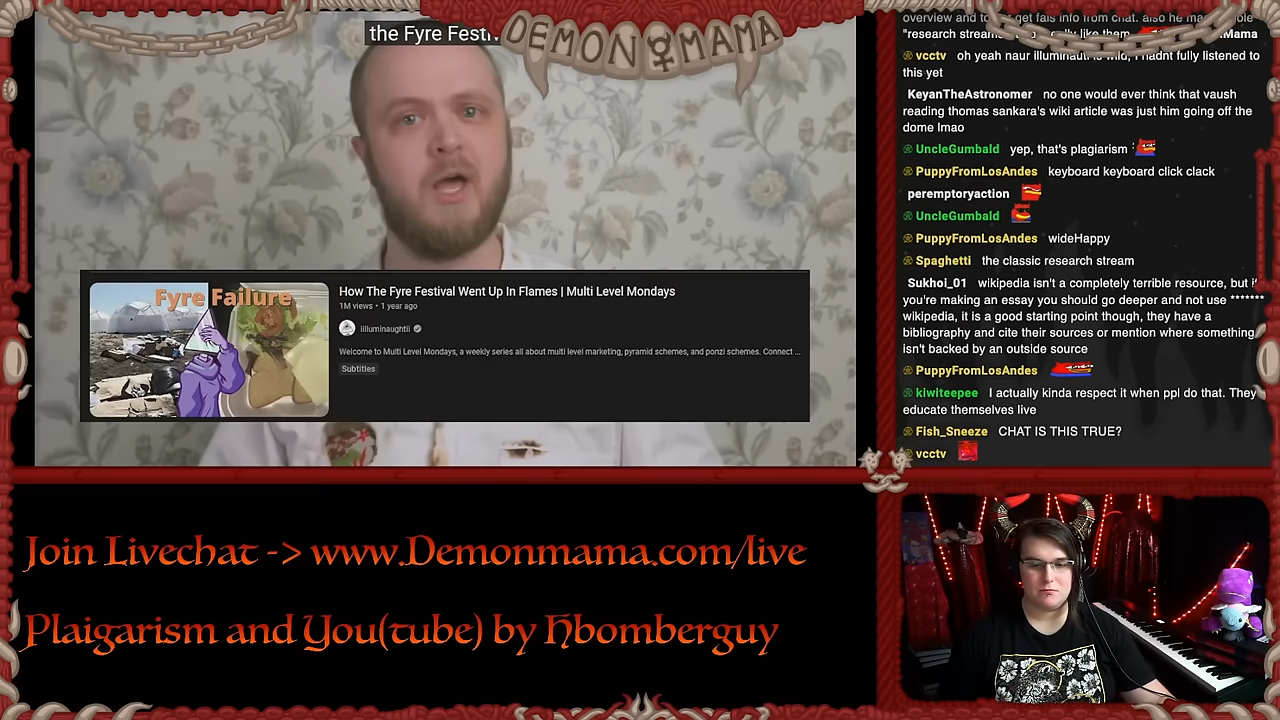 the Fyre Festiv
DEMON MAMA
Fyre Failure
How The Fyre Festival Went Up In Flames | Multi Level Mondays
1M views • 1 year ago
iilluminaughtii
Welcome to Multi Level Mondays, a weekly series all about multi level marketing, pyramid schemes, and ponzi schemes. Connect ...
Subtitles
overview and to get fals info from chat. also he ma
"research streams like them Mama
vcctv oh yeah naur illuminauti is wild, I hadnt fully listened to
this yet
KeyanTheAstronomer no one would ever think that vaush
reading thomas sankara's wiki article was just him going off the
dome lmao
UncleGumbald yep, that's plagiarism
PuppyFromLosAndes keyboard keyboard click clack
peremptoryaction
UncleGumbald
PuppyFromLosAndes wideHappy
Spaghetti the classic research stream
Sukhoi_01 wikipedia isn't a completely terrible resource, but if
you're making an essay you should go deeper and not use *******
wikipedia, it is a good starting point though, they have a
bibliography and cite their sources or mention where something
isn't backed by an outside source
PuppyFromLosAndes
kiwiteepee I actually kinda respect it when ppl do that. They
educate themselves live
Fish_Sneeze CHAT IS THIS TRUE?
vcctv
Join Livechat -> www.Demonmama.com/live
Plaigarism and You(tube) by Hbomberguy